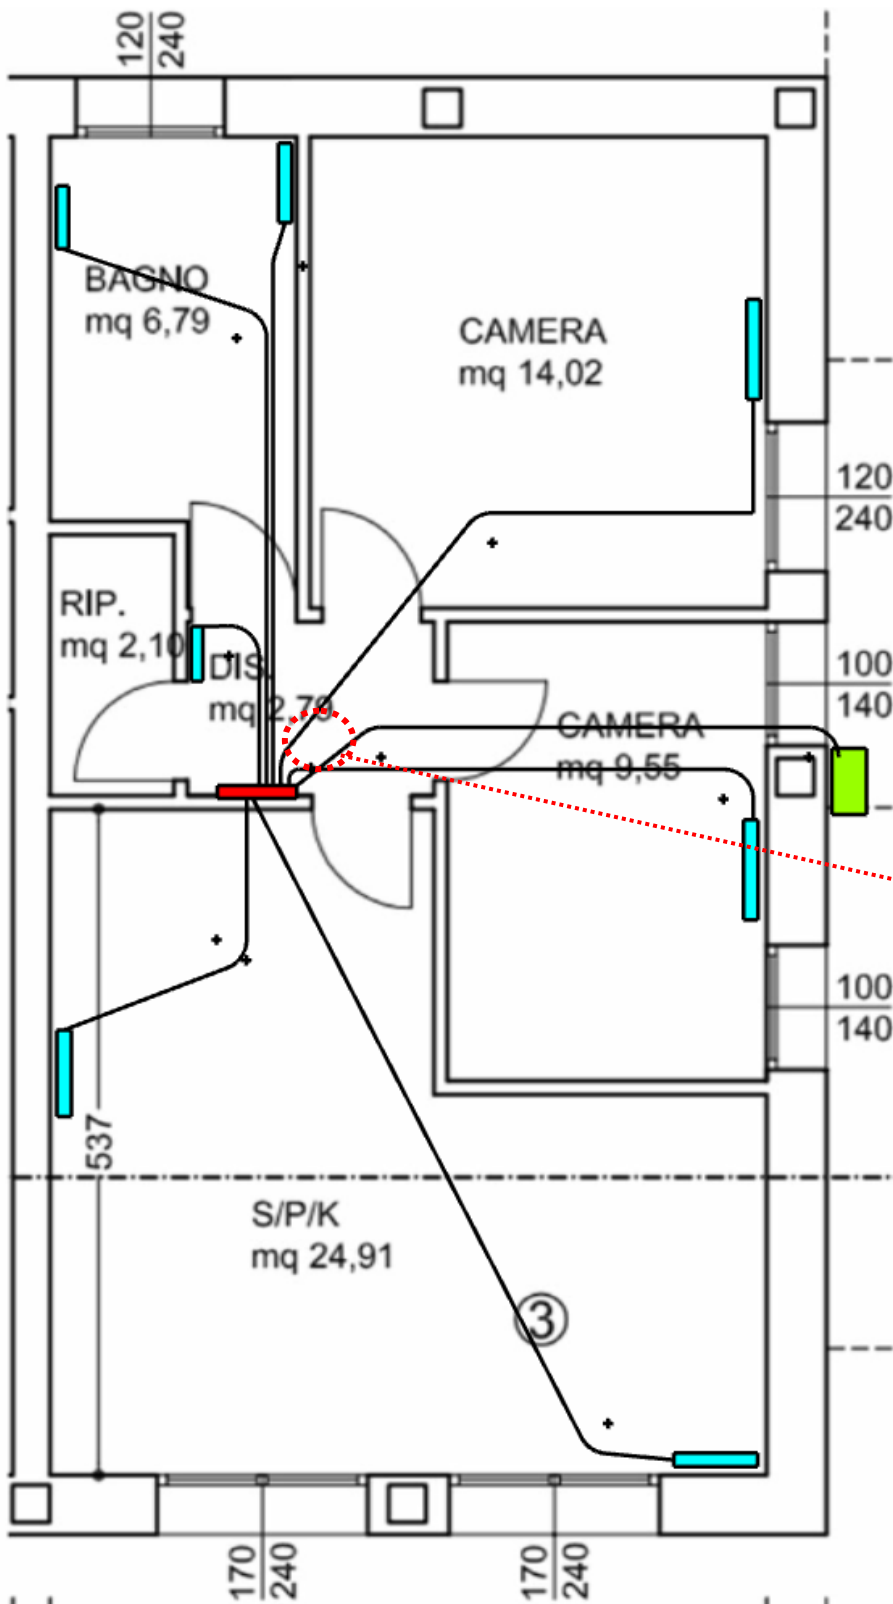 120
240
BAGNO
mq 6,79
CAMERA
mq 14,02
120
240
RIP.
mq 2,10
DIS.
mq 2,79
100
140
CAMERA
mq 9,55
100
140
537
S/P/K
mq 24,91
3
170
240
170
240